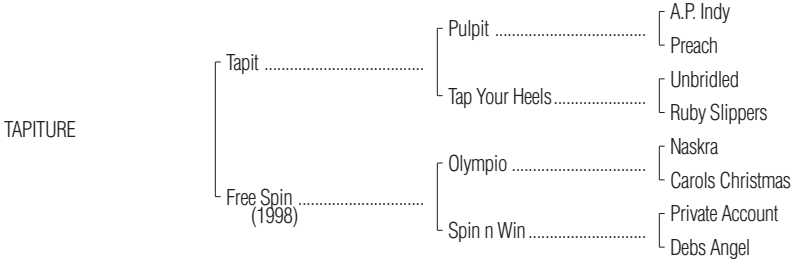 A.P. Indy
Pulpit ......................................
Preach
Tapit .......................................
Unbridled
Tap Your Heels.......................
Ruby Slippers
TAPITURE
Naskra
Olympio ..................................
Carols Christmas
Free Spin ...............................
(1998)
Private Account
Spin n Win..............................
Debs Angel